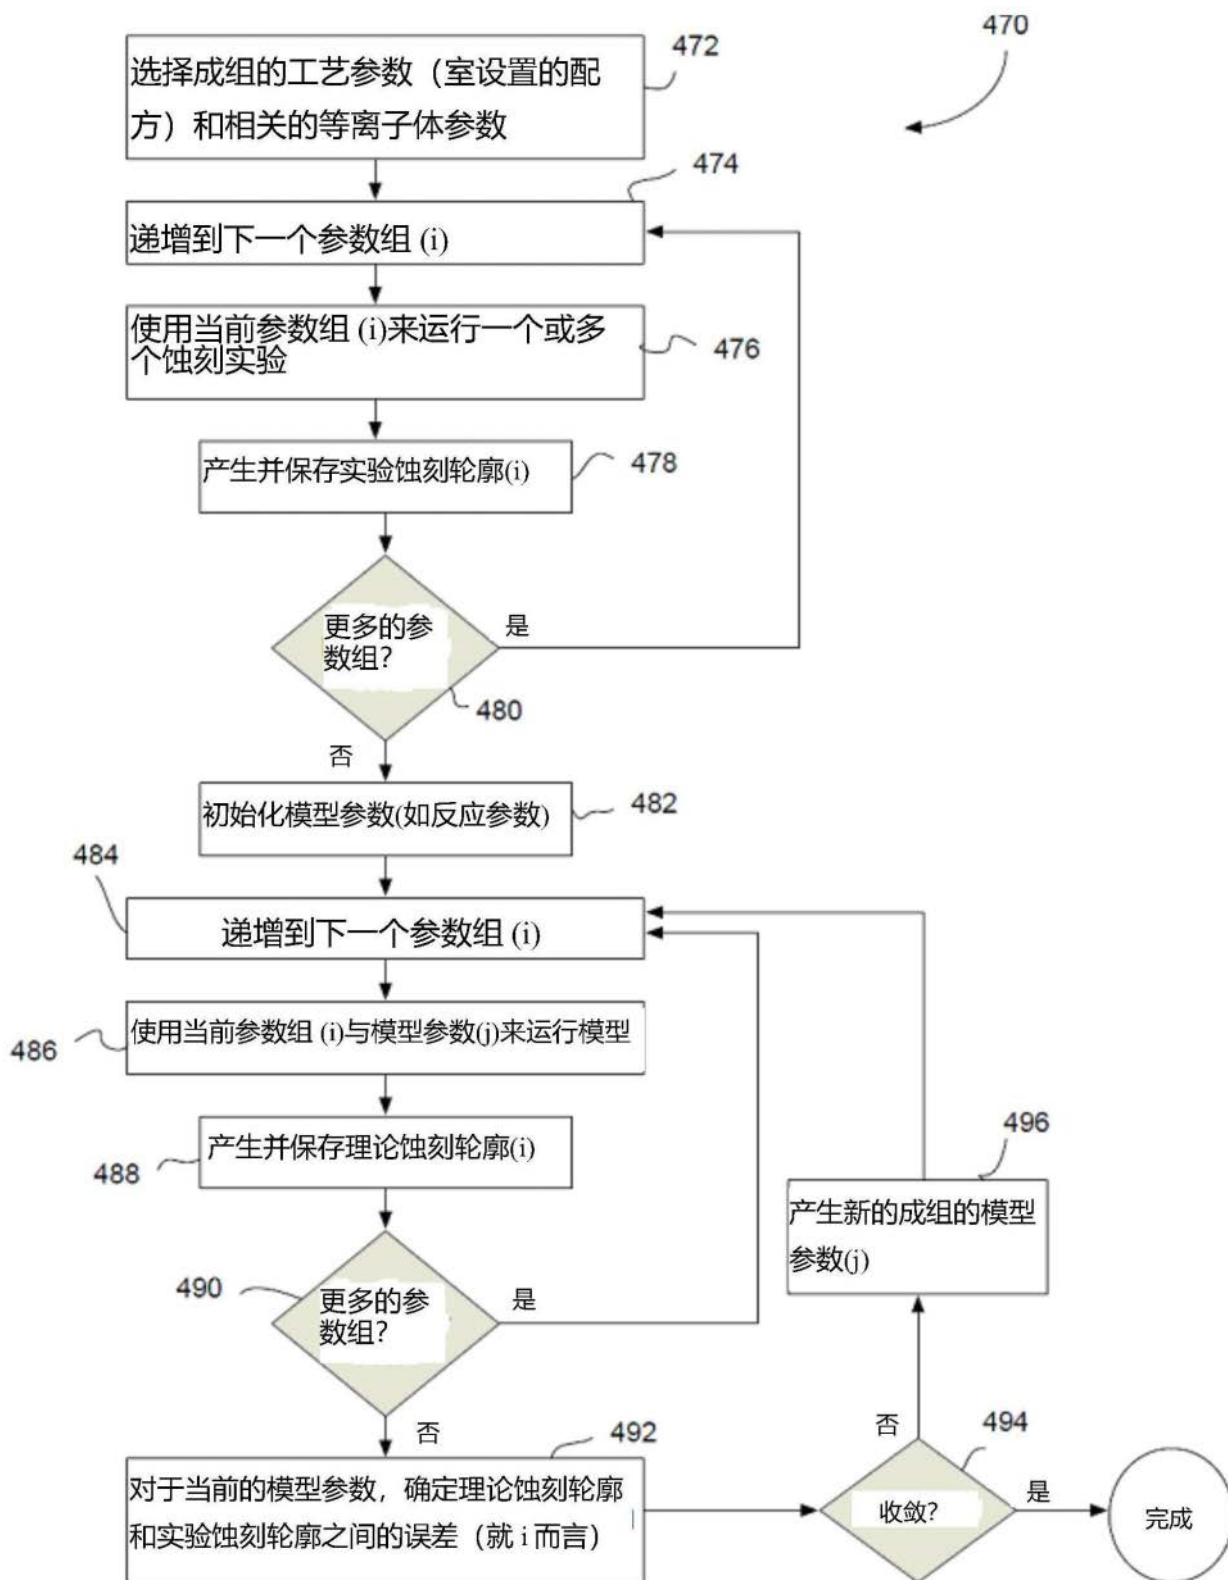 470
472
选择成组的工艺参数（室设置的配
方）和相关的等离子体参数
474
递增到下一个参数组 (i)
使用当前参数组 (i)来运行一个或多
个蚀刻实验
476
产生并保存实验蚀刻轮廓(i)
478
更多的参
数组？
是
480
否
初始化模型参数(如反应参数)
482
484
递增到下一个参数组 (i)
使用当前参数组 (i)与模型参数(j)来运行模型
486
产生并保存理论蚀刻轮廓(i)
488
496
产生新的成组的模型
参数(j)
490
更多的参
数组？
是
否
492
对于当前的模型参数，确定理论蚀刻轮廓
和实验蚀刻轮廓之间的误差（就 i 而言）
否
494
收敛？
是
完成